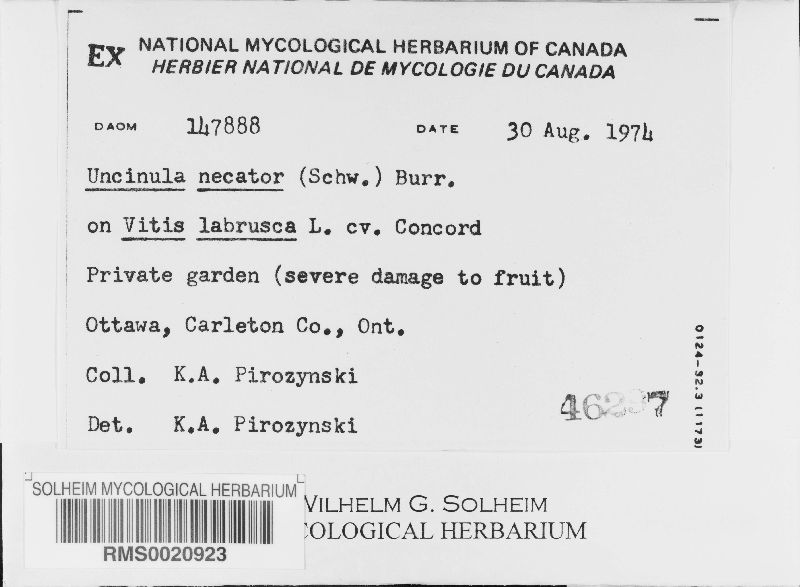 EX NATIONAL MYCOLOGICAL HERBARIUM OF CANADA
HERBIER NATIONAL DE MYCOLOGIE DU CANADA
DAOM 147888 DATE 30 Aug. 1974
Uncinula necator (Schw.) Burr.
on Vitis labrusca L. cv. Concord
Private garden (severe damage to fruit)
Ottawa, Carleton Co., Ont.
Coll. K.A. Pirozynski
Det. K.A. Pirozynski
0124-92.3 (1173)
SOLHEIM MYCOLOGICAL HERBARIUM
RMS0020923
VILHELM G. SOLHEIM
COLOGICAL HERBARIUM